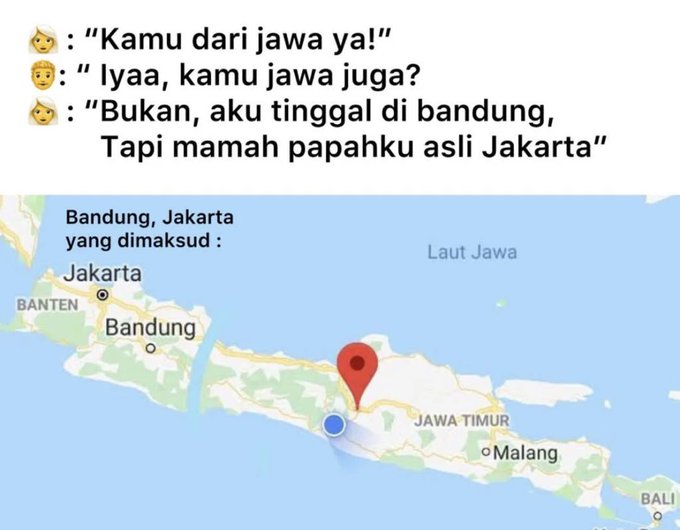 👩‍🦳: “Kamu dari jawa ya!”
👨: “ Iyaa, kamu jawa juga?
👩‍🦳: “Bukan, aku tinggal di bandung,
Tapi mamah papahku asli Jakarta”
Bandung, Jakarta
yang dimaksud :
Laut Jawa
Jakarta
BANTEN
Bandung
JAWA TIMUR
Malang
BALI